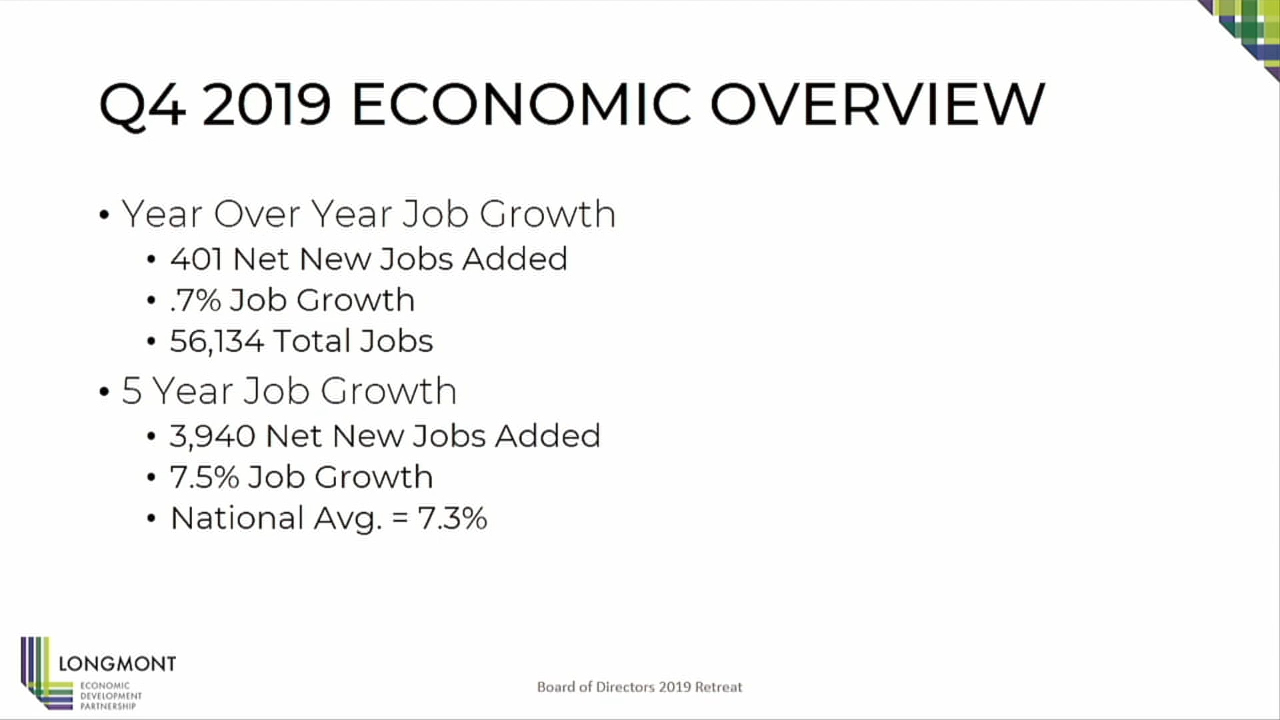 Q4 2019 ECONOMIC OVERVIEW
• Year Over Year Job Growth
• 401 Net New Jobs Added
• .7% Job Growth
• 56,134 Total Jobs
• 5 Year Job Growth
• 3,940 Net New Jobs Added
• 7.5% Job Growth
• National Avg. = 7.3%
LONGMONT
ECONOMIC
DEVELOPMENT
PARTNERSHIP
Board of Directors 2019 Retreat